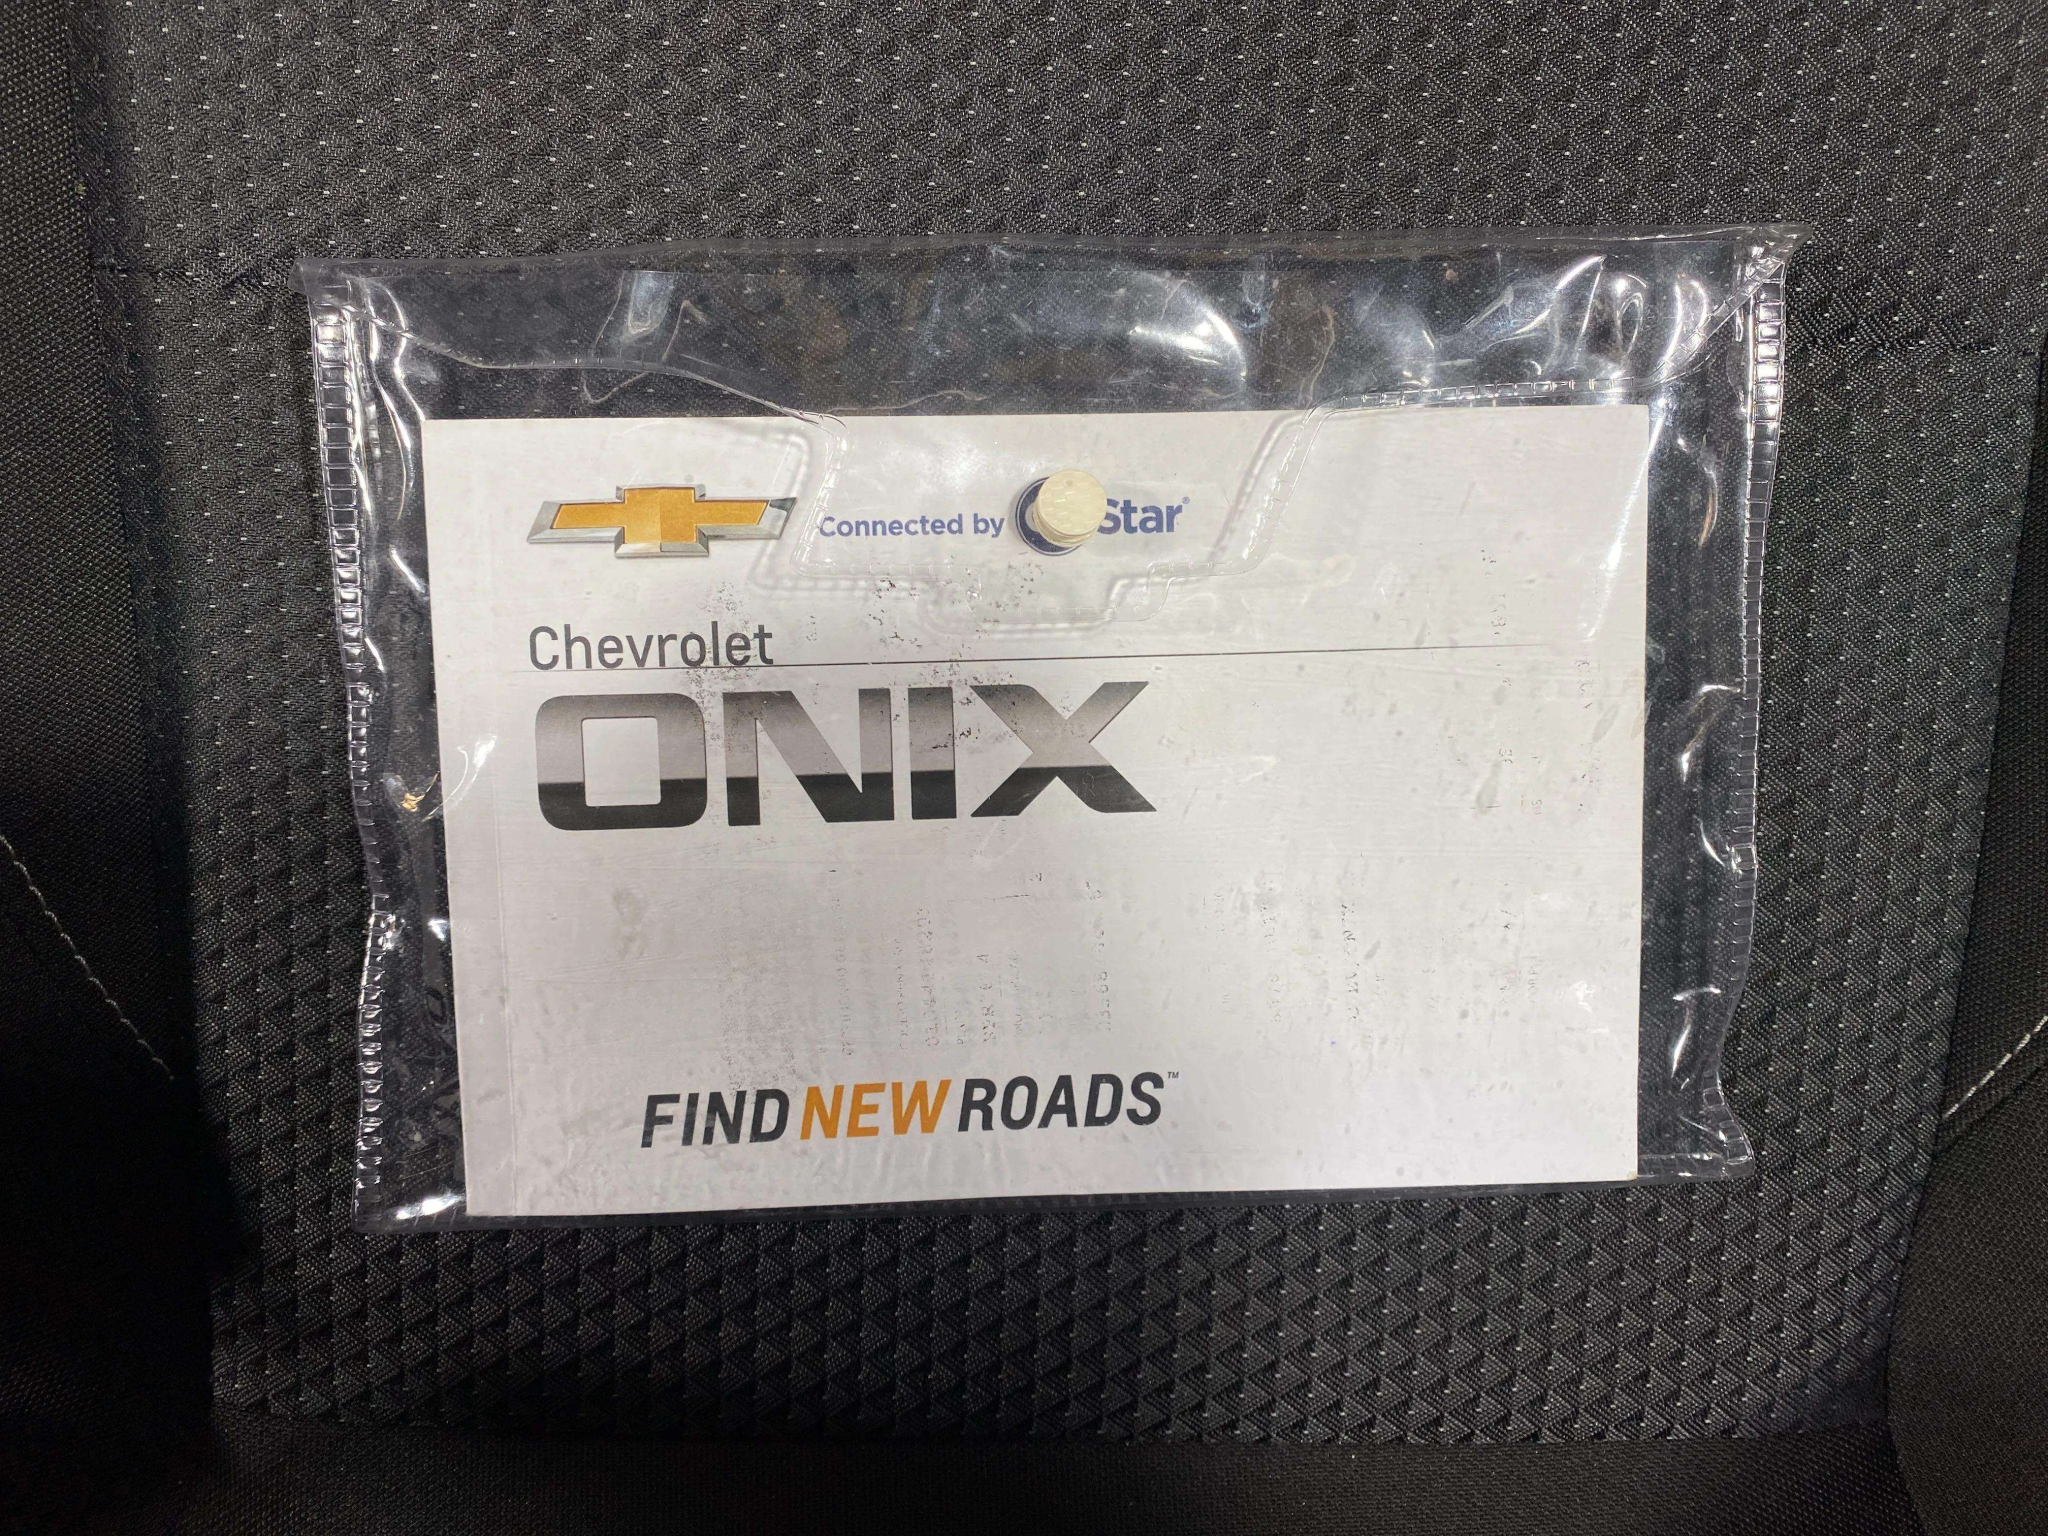 Connected by Star®
Chevrolet
ONIX
FIND NEW ROADS™